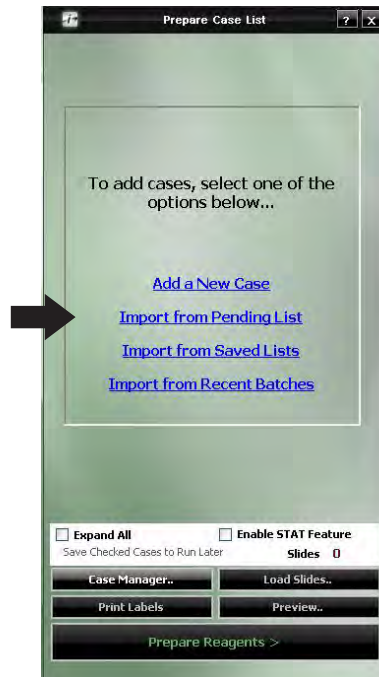 Prepare Case List
? X
To add cases, select one of the
options below...
Add a New Case
Import from Pending List
Import from Saved Lists
Import from Recent Batches
Expand All
Enable STAT Feature
Save Checked Cases to Run Later
Slides 0
Case Manager..
Load Slides..
Print Labels
Preview..
Prepare Reagents >